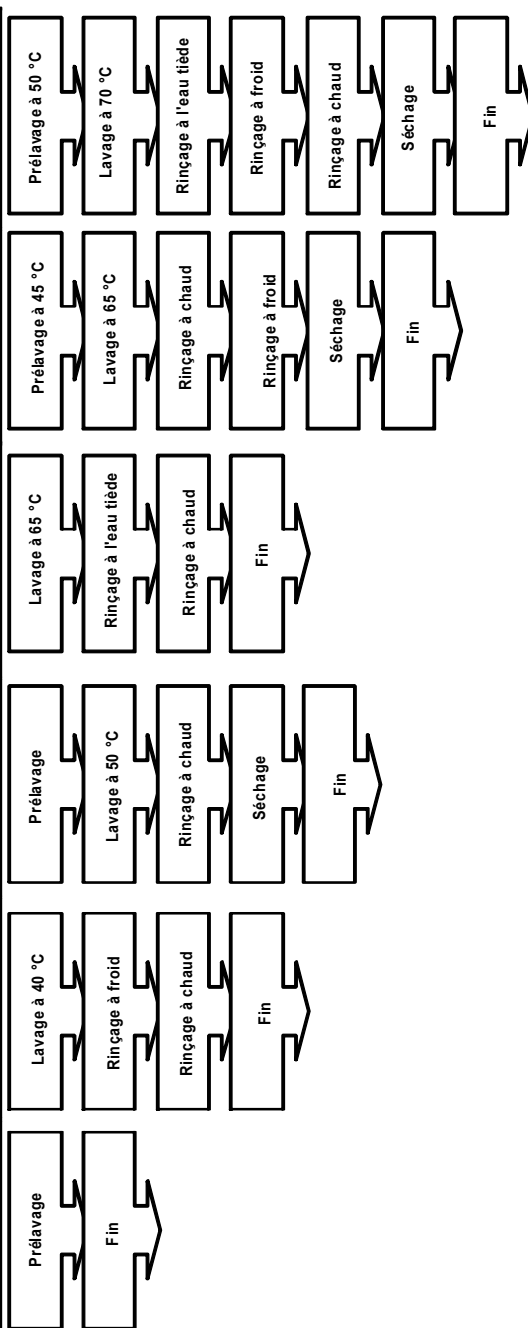 Prélavage
Fin
Lavage à 40 °C
Rinçage à froid
Rinçage à chaud
Fin
Prélavage
Lavage à 50 °C
Rinçage à chaud
Séchage
Fin
Lavage à 65 °C
Rinçage à l'eau tiède
Rinçage à chaud
Fin
Prélavage à 45 °C
Lavage à 65 °C
Rinçage à chaud
Rinçage à froid
Séchage
Fin
Prélavage à 50 °C
Lavage à 70 °C
Rinçage à l'eau tiède
Rinçage à froid
Rinçage à chaud
Séchage
Fin